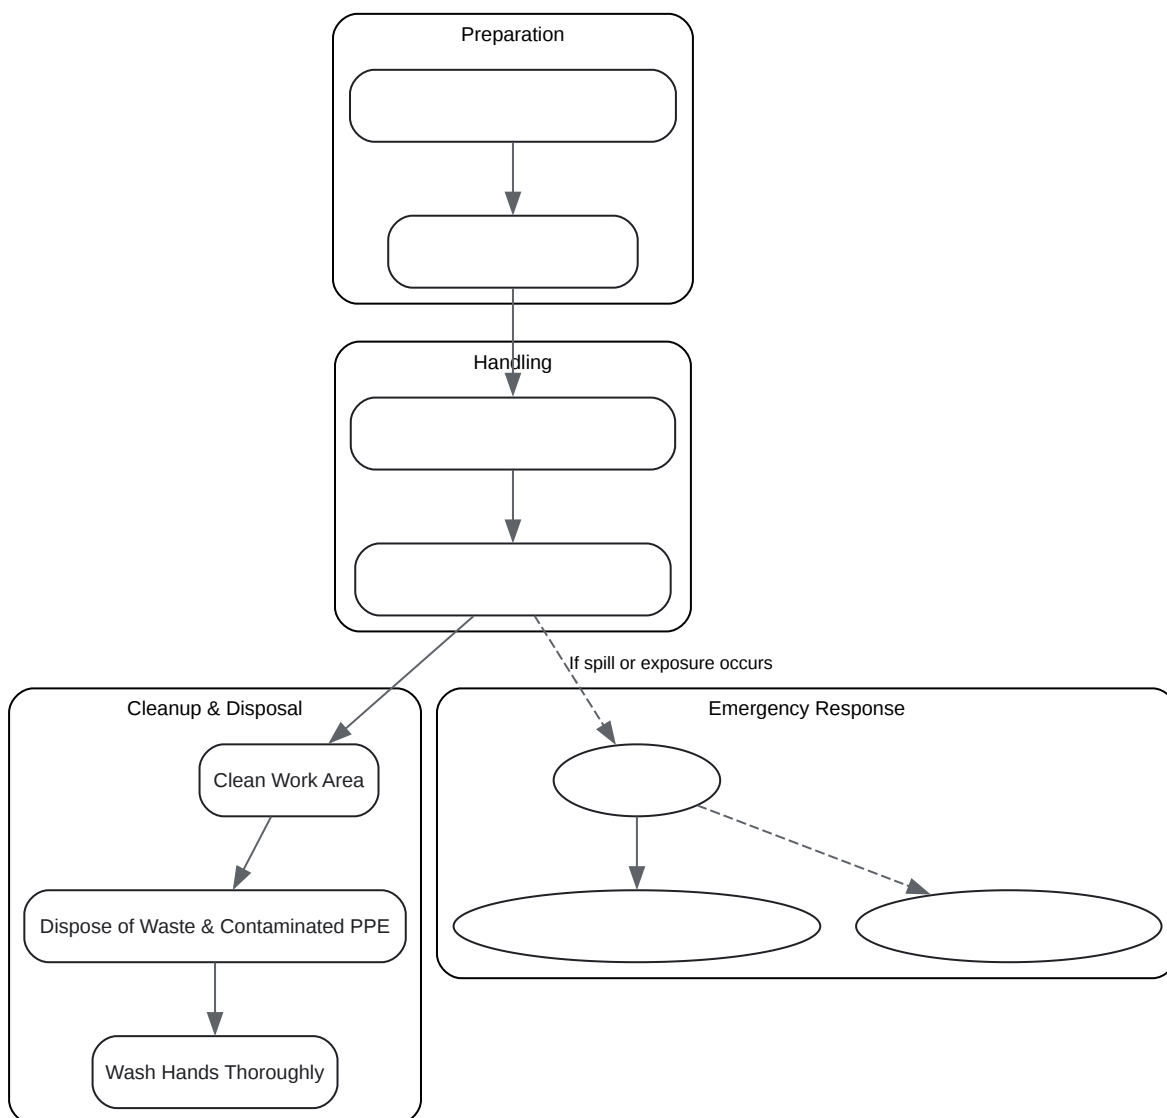 Preparation
Handling
If spill or exposure occurs
Cleanup & Disposal
Emergency Response
Clean Work Area
Dispose of Waste & Contaminated PPE
Wash Hands Thoroughly